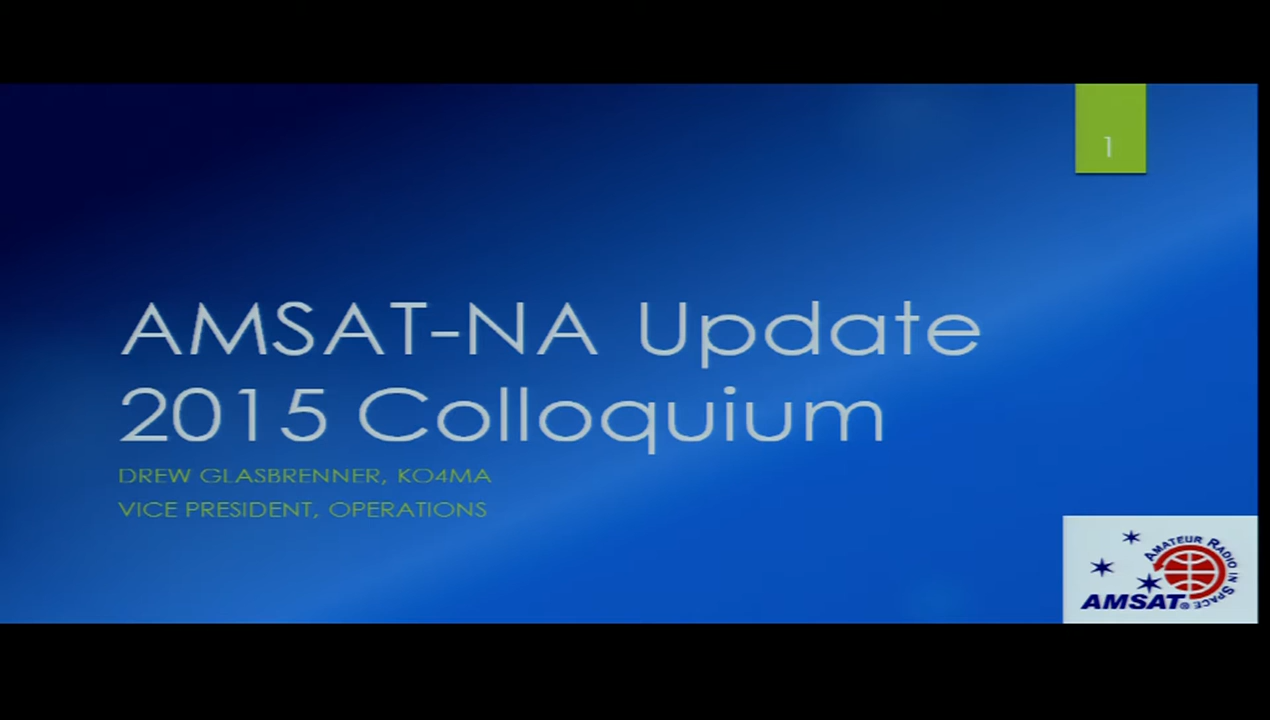 1
AMSAT-NA Update
2015 Colloquium
DREW GLASBRENNER, KO4MA
VICE PRESIDENT, OPERATIONS
AMATEUR RADIO IN SPACE
AMSAT®